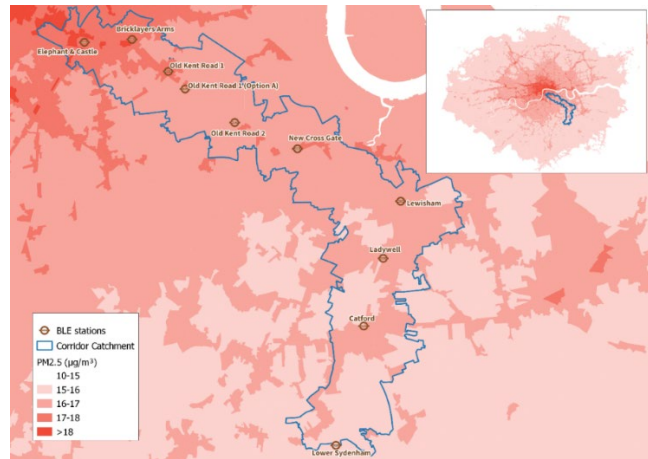 Bricklayers Arms
Elephant & Castle
Old Kent Road 1
Old Kent Road 1 (Option A)
Old Kent Road 2
New Cross Gate
Lewisham
Ladywell
Catford
Lower Sydenham
BLE stations
Corridor Catchment
PM2.5 (µg/m³)
10-15
15-16
16-17
17-18
>18